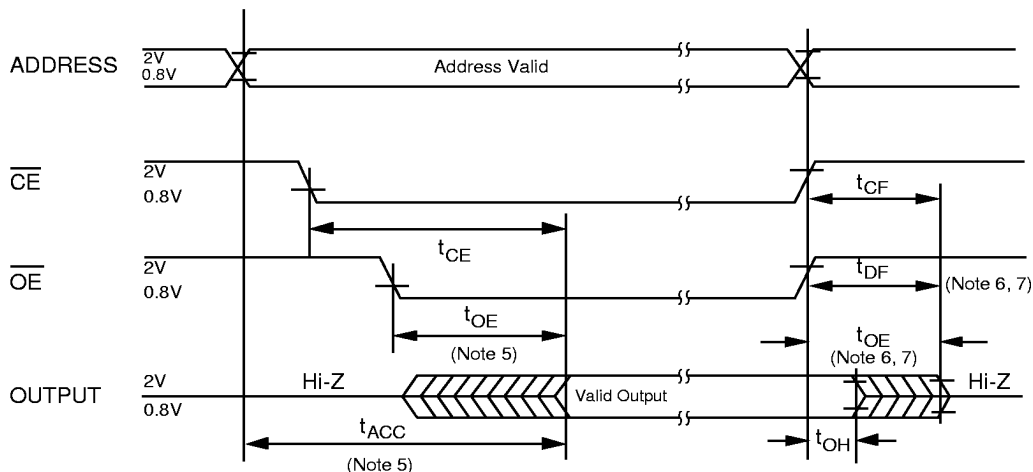 ADDRESS
2V
0.8V
Address Valid
CE
2V
0.8V
tCF
tCE
OE
2V
0.8V
tDF
(Note 6, 7)
tOE
(Note 5)
tOE
(Note 6, 7)
OUTPUT
2V
0.8V
Hi-Z
Valid Output
Hi-Z
tACC
(Note 5)
tOH